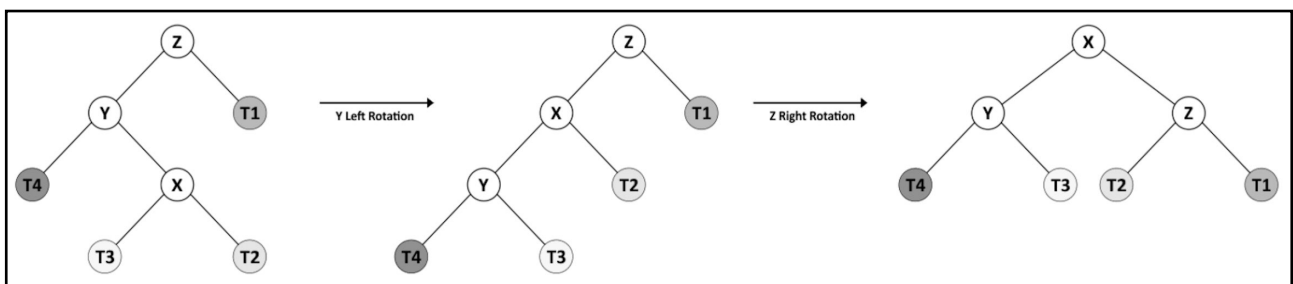 Z
Y
T1
T4
X
T3
T2
Y Left Rotation
Z
X
T1
Y
T2
T4
T3
Z Right Rotation
X
Y
Z
T4
T3
T2
T1